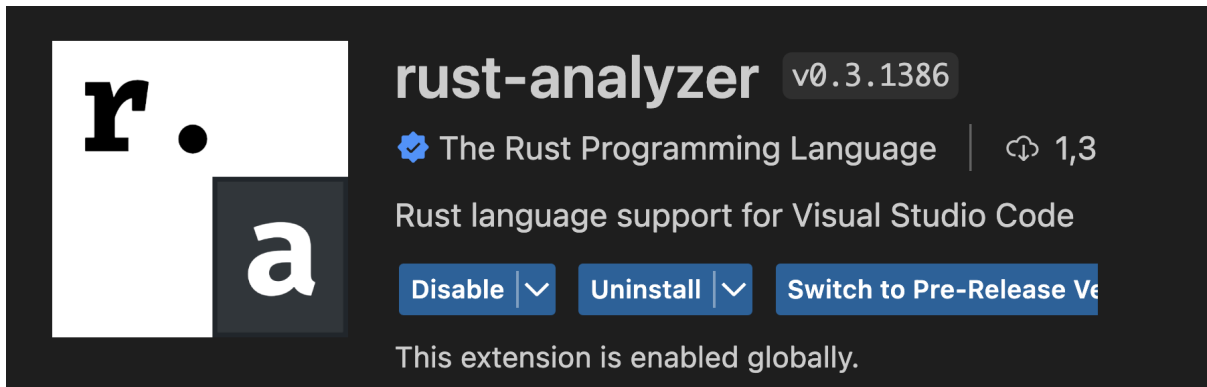 r.
a
rust-analyzer v0.3.1386
The Rust Programming Language 1,3
Rust language support for Visual Studio Code
Disable Uninstall Switch to Pre-Release Ve
This extension is enabled globally.